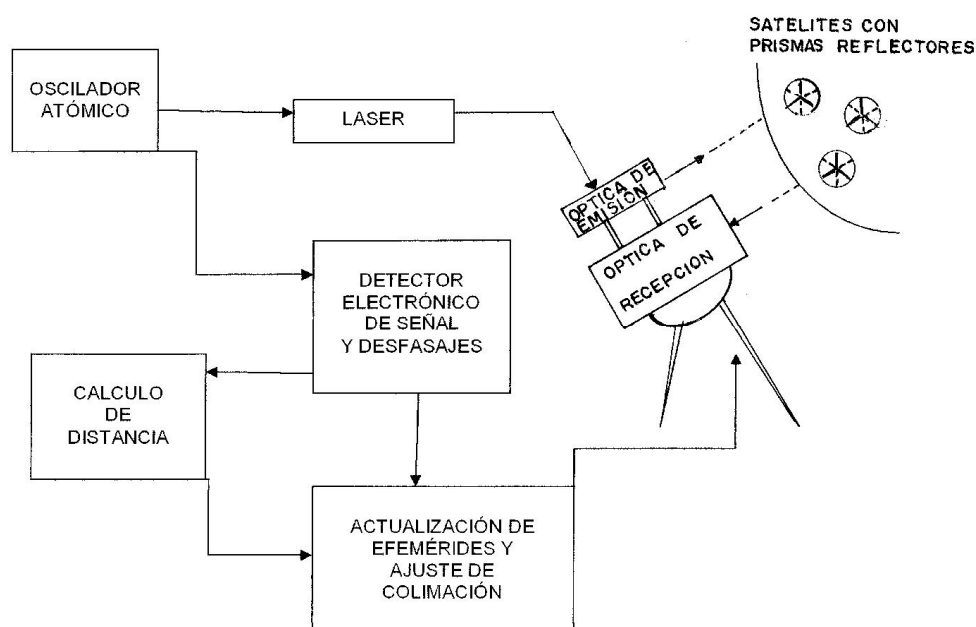 SATELITES CON
PRISMAS REFLECTORES
OSCILADOR
ATÓMICO
LASER
OPTICA DE
EMISIÓN
OPTICA DE
RECEPCION
DETECTOR
ELECTRÓNICO
DE SEÑAL
Y DESFASAJES
CALCULO
DE
DISTANCIA
ACTUALIZACIÓN DE
EFEMÉRIDES Y
AJUSTE DE
COLIMACIÓN